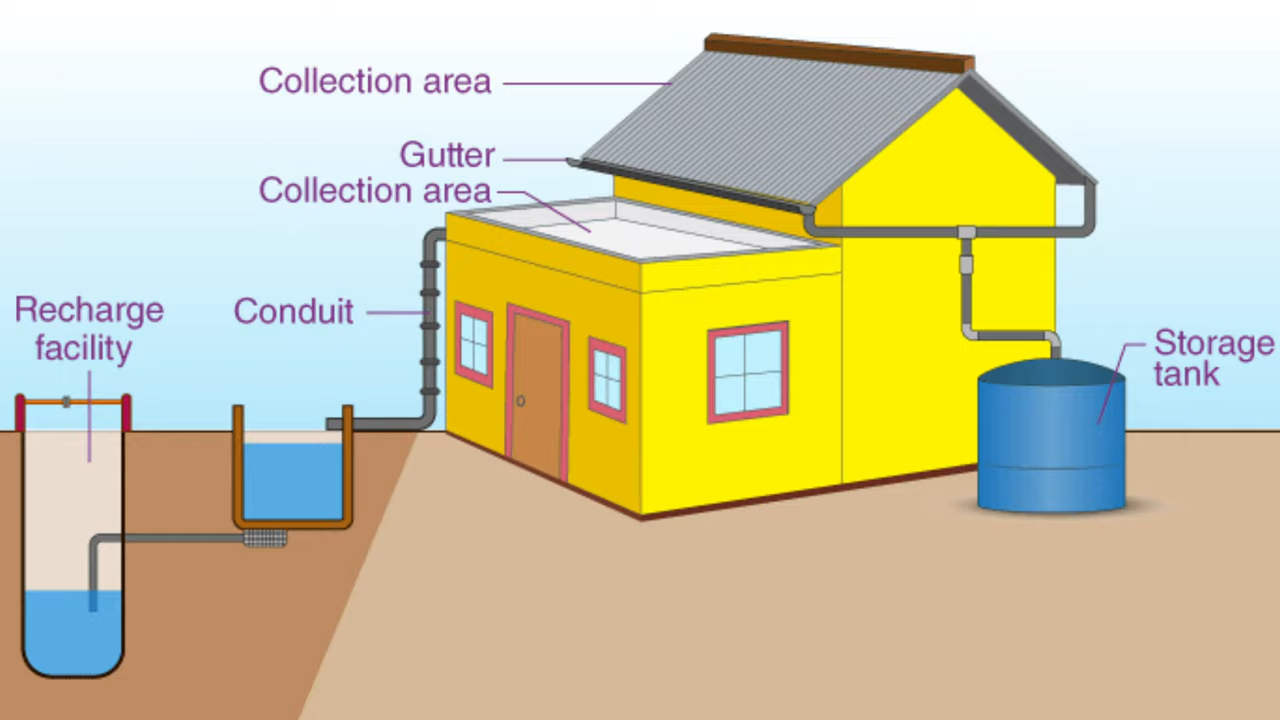 Collection area
Gutter
Collection area
Recharge
facility
Conduit
Storage
tank